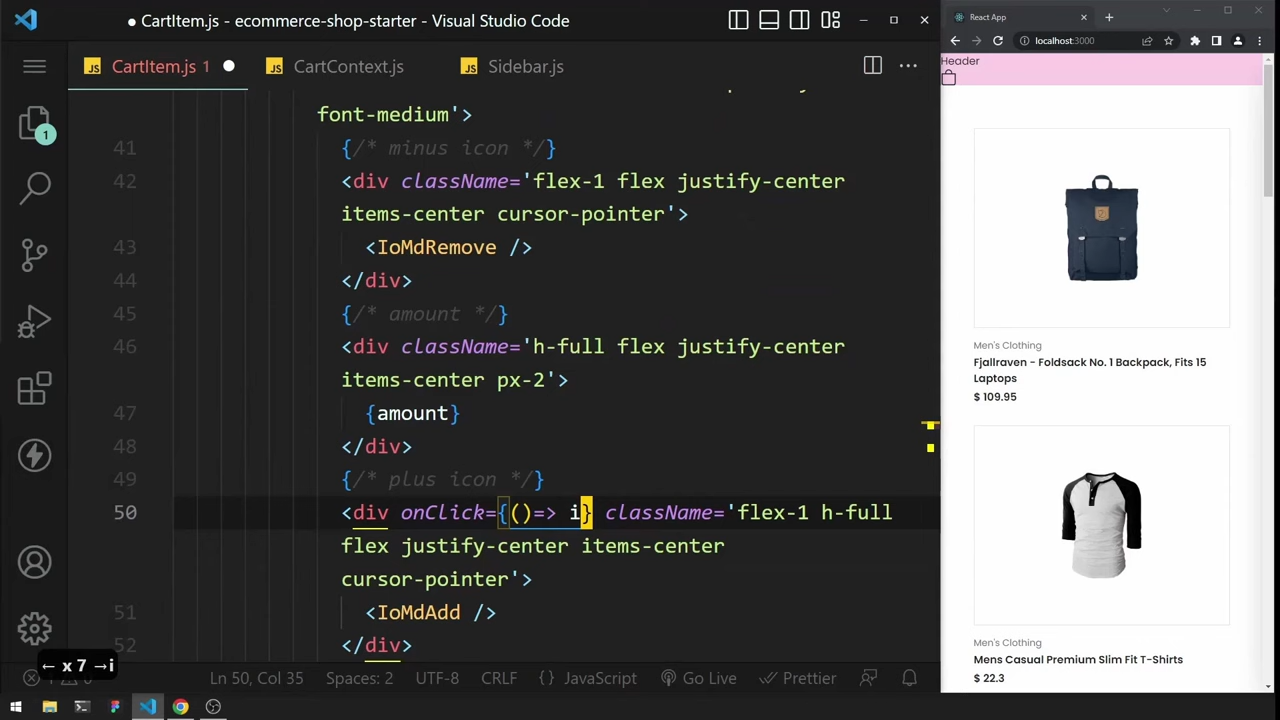 ● CartItem.js - ecommerce-shop-starter - Visual Studio Code
JS CartItem.js 1 ●
JS CartContext.js
JS Sidebar.js
1
font-medium'>
41 {/* minus icon */}
42 <div className='flex-1 flex justify-center
items-center cursor-pointer'>
43 <IoMdRemove />
44 </div>
45 {/* amount */}
46 <div className='h-full flex justify-center
items-center px-2'>
47 {amount}
48 </div>
49 {/* plus icon */}
50 <div onClick={()=> i} className='flex-1 h-full
flex justify-center items-center
cursor-pointer'>
51 <IoMdAdd />
52 </div>
← x 7 →i
Ln 50, Col 35
Spaces: 2
UTF-8
CRLF
{} JavaScript
Go Live
Prettier
React App
localhost:3000
Header
Men's Clothing
Fjallraven - Foldsack No. 1 Backpack, Fits 15
Laptops
$ 109.95
Men's Clothing
Mens Casual Premium Slim Fit T-Shirts
$ 22.3